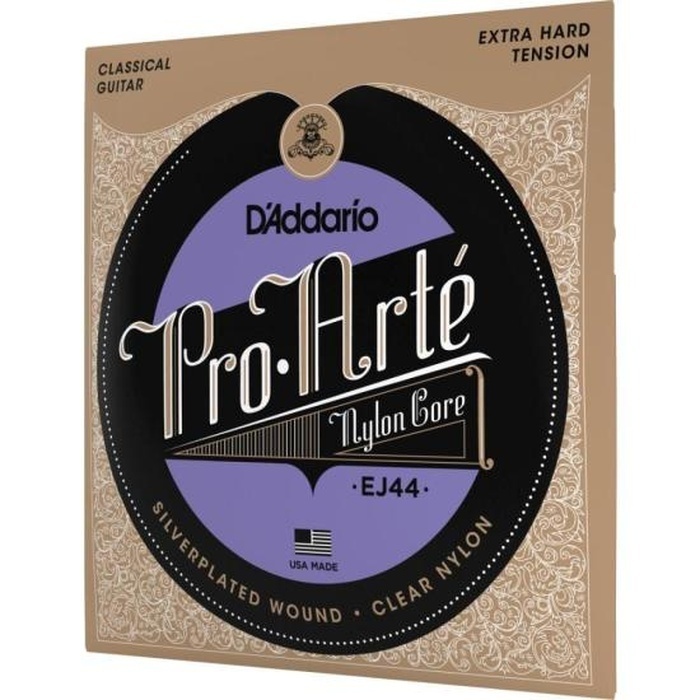 CLASSICAL
GUITAR
EXTRA HARD
TENSION
D'Addario
Pro·Arté
Nylon Core
·EJ44·
USA MADE
SILVERPLATED WOUND · CLEAR NYLON